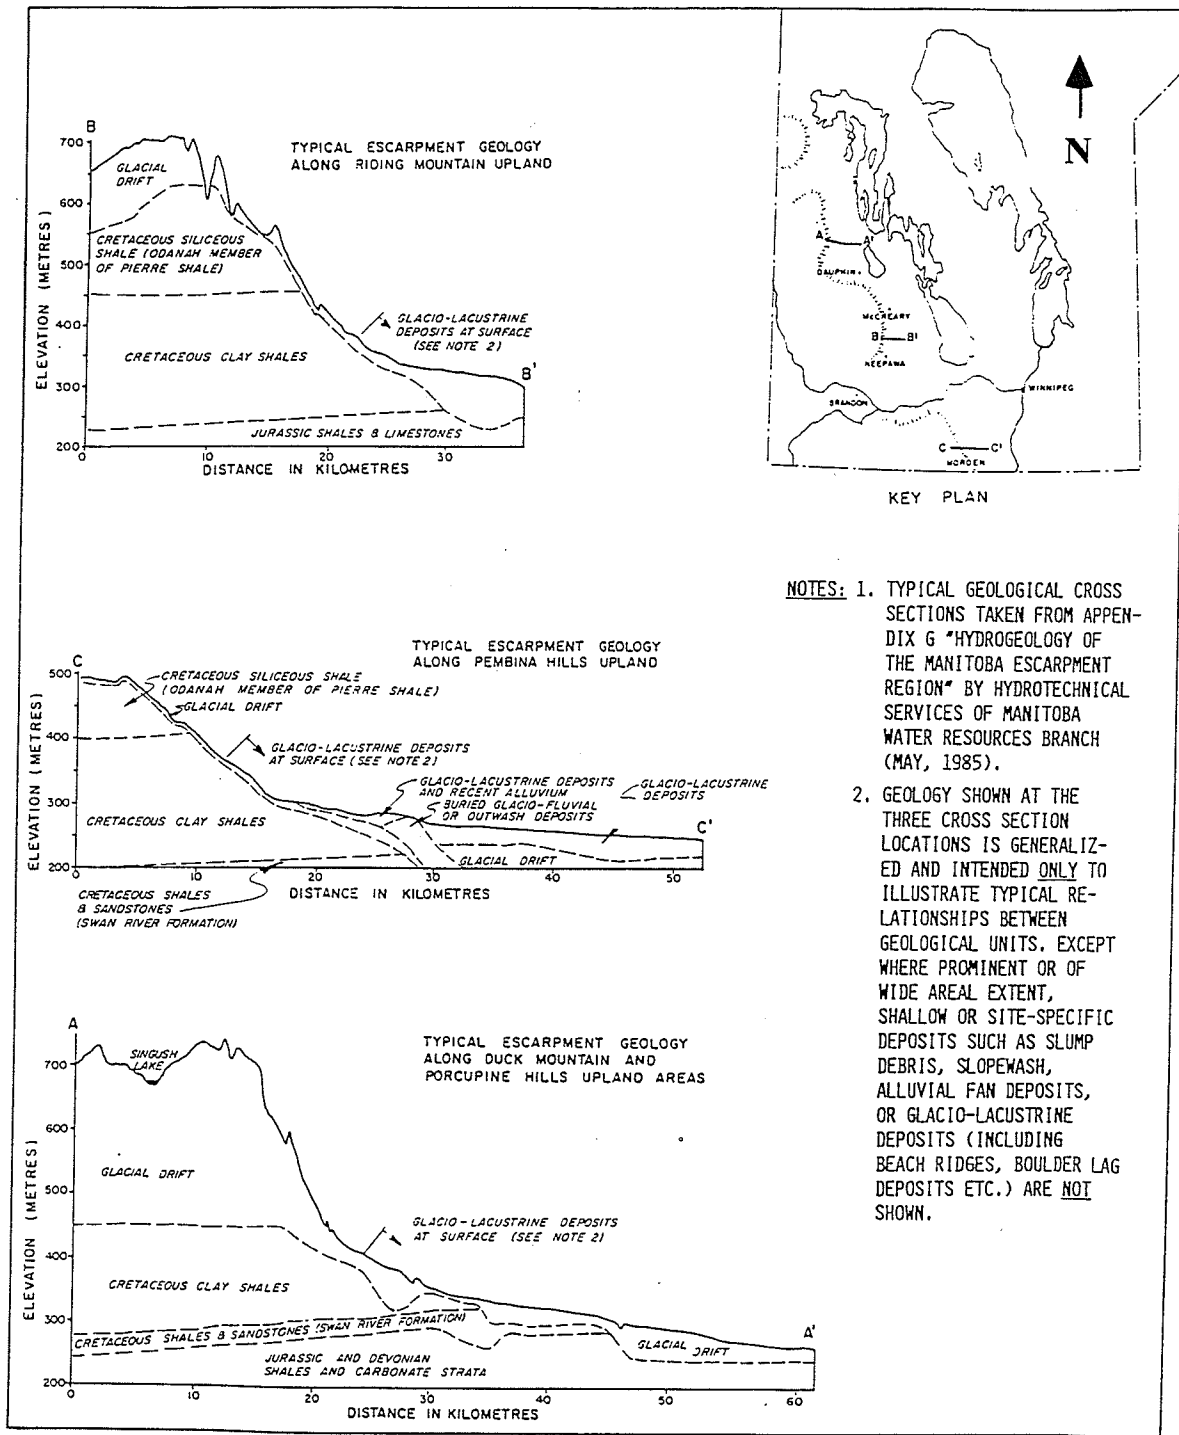 B
TYPICAL ESCARPMENT GEOLOGY
ALONG RIDING MOUNTAIN UPLAND
700
600
500
400
300
200
ELEVATION (METRES)
GLACIAL
DRIFT
CRETACEOUS SILICEOUS
SHALE (ODANAH MEMBER
OF PIERRE SHALE)
GLACIO-LACUSTRINE
DEPOSITS AT SURFACE
(SEE NOTE 2)
CRETACEOUS CLAY SHALES
B'
JURASSIC SHALES & LIMESTONES
0 10 20 30
DISTANCE IN KILOMETRES
N
A A'
DAUPHIN
McCREARY
B B'
NEEPAWA
BRANDON
WINNIPEG
C C'
MORDEN
KEY PLAN
TYPICAL ESCARPMENT GEOLOGY
ALONG PEMBINA HILLS UPLAND
C
500
400
300
200
ELEVATION (METRES)
CRETACEOUS SILICEOUS SHALE
(ODANAH MEMBER OF PIERRE SHALE)
GLACIAL DRIFT
GLACIO-LACUSTRINE DEPOSITS
AT SURFACE (SEE NOTE 2)
GLACIO-LACUSTRINE DEPOSITS
AND RECENT ALLUVIUM
GLACIO-LACUSTRINE
DEPOSITS
BURIED GLACIO-FLUVIAL
OR OUTWASH DEPOSITS
CRETACEOUS CLAY SHALES
C'
GLACIAL DRIFT
0 10 20 30 40 50
DISTANCE IN KILOMETRES
CRETACEOUS SHALES
& SANDSTONES
(SWAN RIVER FORMATION)
NOTES: 1. TYPICAL GEOLOGICAL CROSS
SECTIONS TAKEN FROM APPEN-
DIX G "HYDROGEOLOGY OF
THE MANITOBA ESCARPMENT
REGION" BY HYDROTECHNICAL
SERVICES OF MANITOBA
WATER RESOURCES BRANCH
(MAY, 1985).
2. GEOLOGY SHOWN AT THE
THREE CROSS SECTION
LOCATIONS IS GENERALIZ-
ED AND INTENDED ONLY TO
ILLUSTRATE TYPICAL RE-
LATIONSHIPS BETWEEN
GEOLOGICAL UNITS. EXCEPT
WHERE PROMINENT OR OF
WIDE AREAL EXTENT,
SHALLOW OR SITE-SPECIFIC
DEPOSITS SUCH AS SLUMP
DEBRIS, SLOPEWASH,
ALLUVIAL FAN DEPOSITS,
OR GLACIO-LACUSTRINE
DEPOSITS (INCLUDING
BEACH RIDGES, BOULDER LAG
DEPOSITS ETC.) ARE NOT
SHOWN.
A
TYPICAL ESCARPMENT GEOLOGY
ALONG DUCK MOUNTAIN AND
PORCUPINE HILLS UPLAND AREAS
700
600
500
400
300
200
ELEVATION (METRES)
SINGUSH
LAKE
GLACIAL DRIFT
GLACIO-LACUSTRINE DEPOSITS
AT SURFACE (SEE NOTE 2)
CRETACEOUS CLAY SHALES
CRETACEOUS SHALES & SANDSTONES (SWAN RIVER FORMATION)
A'
GLACIAL
DRIFT
JURASSIC AND DEVONIAN
SHALES AND CARBONATE STRATA
0 10 20 30 40 50 60
DISTANCE IN KILOMETRES